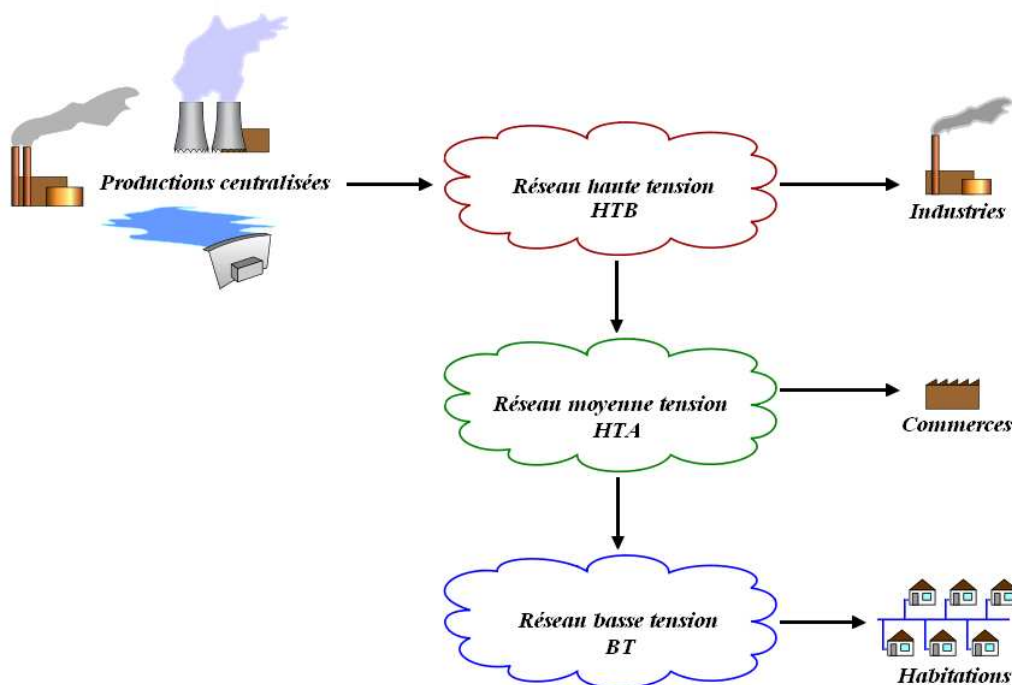 Productions centralisées
Réseau haute tension
HTB
Industries
Réseau moyenne tension
HTA
Commerces
Réseau basse tension
BT
Habitations